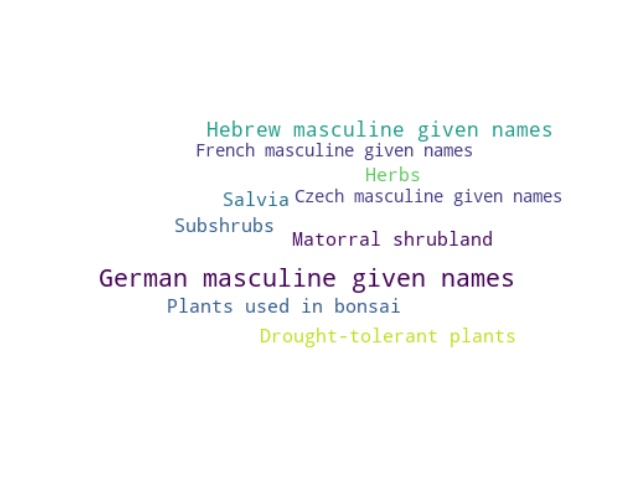 Hebrew masculine given names
French masculine given names
Herbs
Czech masculine given names
Salvia
Subshrubs
Matorral shrubland
German masculine given names
Plants used in bonsai
Drought-tolerant plants